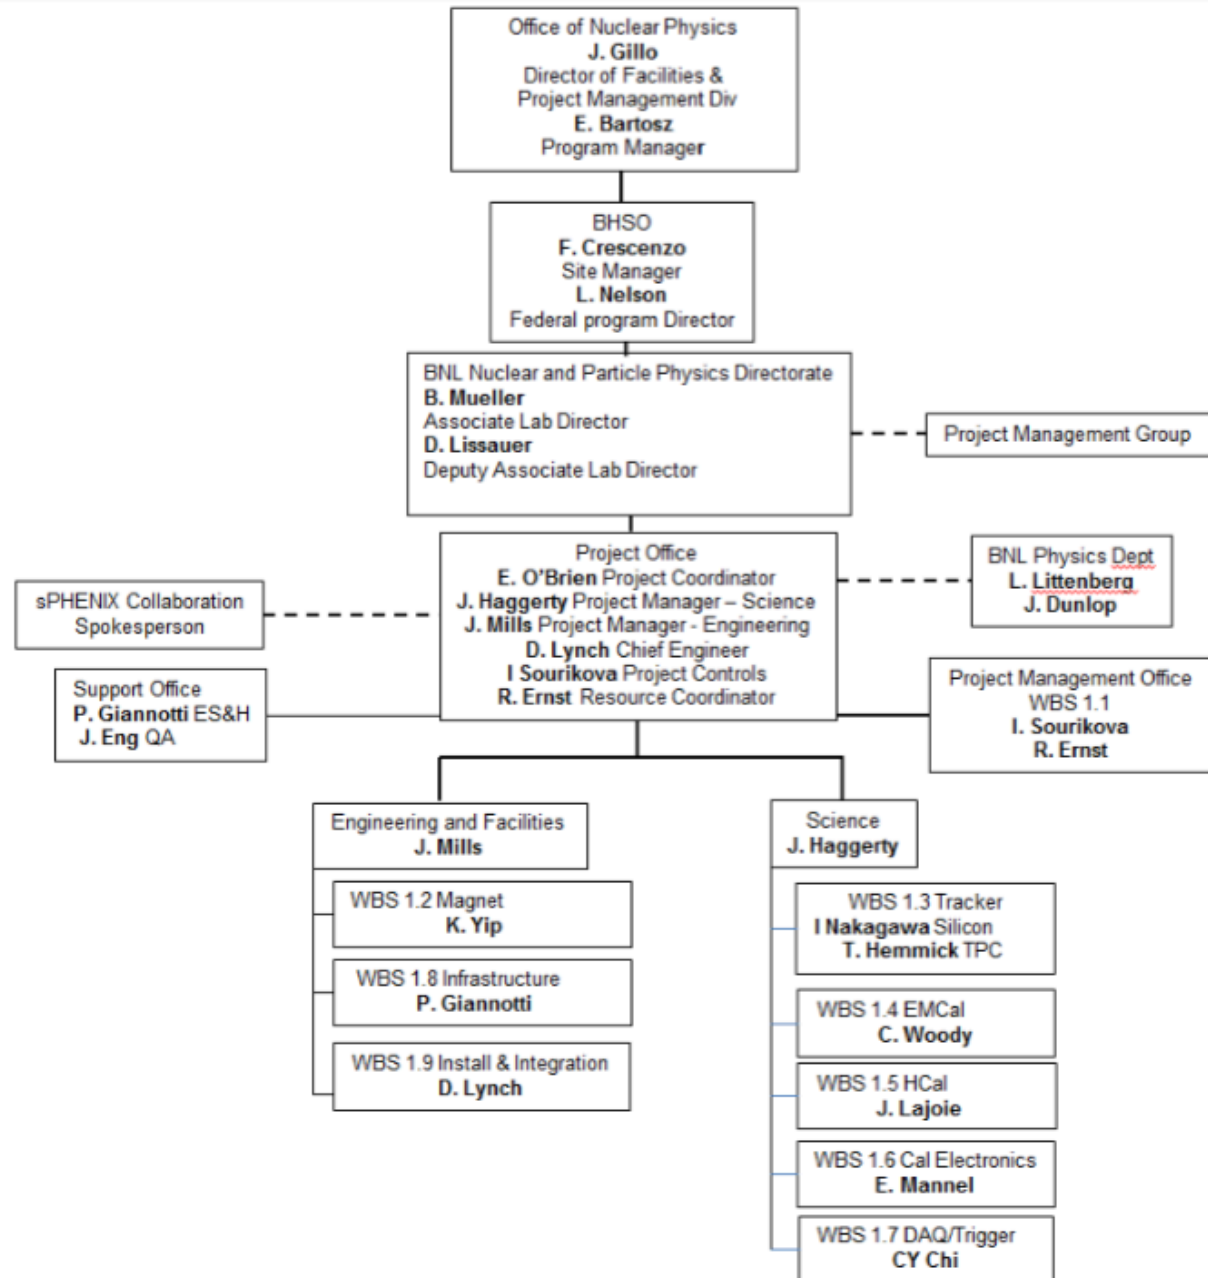 Office of Nuclear Physics
J. Gillo
Director of Facilities &
Project Management Div
E. Bartosz
Program Manager
BHSO
F. Crescenzo
Site Manager
L. Nelson
Federal program Director
BNL Nuclear and Particle Physics Directorate
B. Mueller
Associate Lab Director
D. Lissauer
Deputy Associate Lab Director
Project Management Group
Project Office
E. O'Brien Project Coordinator
J. Haggerty Project Manager – Science
J. Mills Project Manager - Engineering
D. Lynch Chief Engineer
I Sourikova Project Controls
R. Ernst Resource Coordinator
BNL Physics Dept
L. Littenberg
J. Dunlop
sPHENIX Collaboration
Spokesperson
Support Office
P. Giannotti ES&H
J. Eng QA
Project Management Office
WBS 1.1
I. Sourikova
R. Ernst
Engineering and Facilities
J. Mills
WBS 1.2 Magnet
K. Yip
WBS 1.8 Infrastructure
P. Giannotti
WBS 1.9 Install & Integration
D. Lynch
Science
J. Haggerty
WBS 1.3 Tracker
I Nakagawa Silicon
T. Hemmick TPC
WBS 1.4 EMCal
C. Woody
WBS 1.5 HCal
J. Lajoie
WBS 1.6 Cal Electronics
E. Mannel
WBS 1.7 DAQ/Trigger
CY Chi